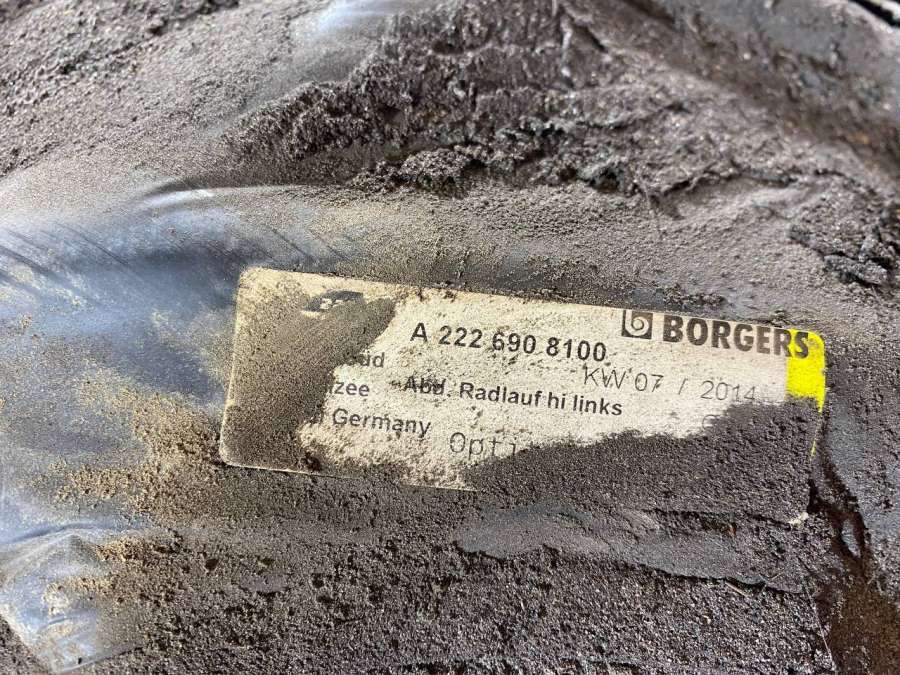 BORGERS
A 222 690 8100
KW 07 / 2014
Abd. Radlauf hi links
Germany